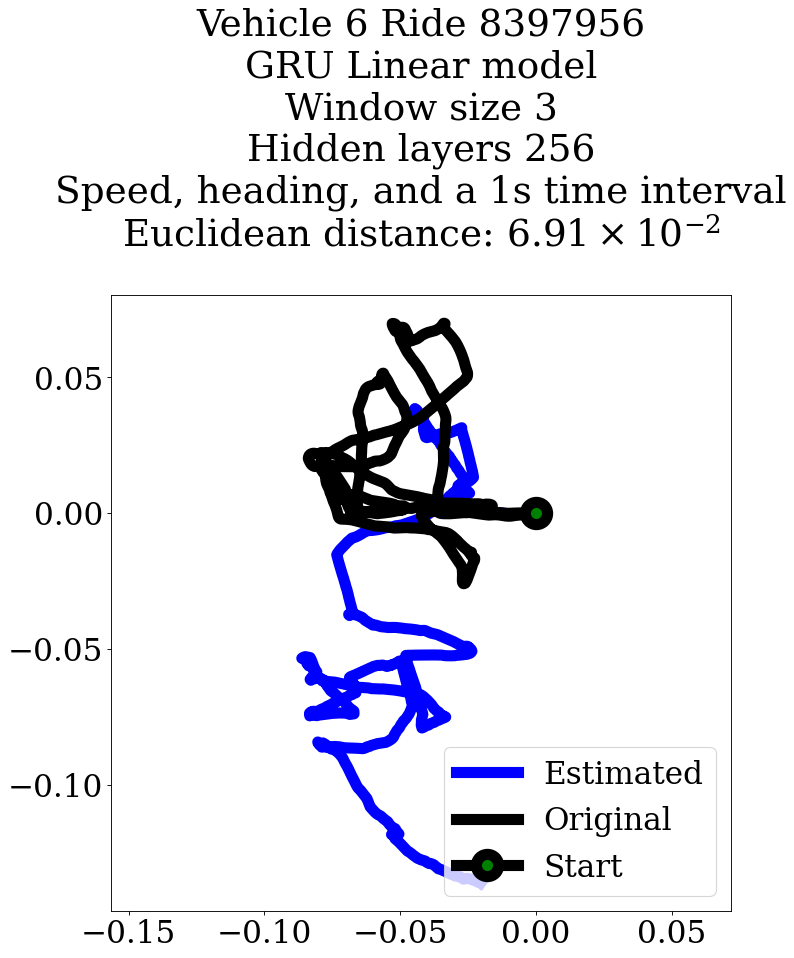 Vehicle 6 Ride 8397956
GRU Linear model
Window size 3
Hidden layers 256
Speed, heading, and a 1s time interval
Euclidean distance: 6.91 × 10⁻²
0.05
0.00
−0.05
−0.10
Estimated
Original
Start
−0.15 −0.10 −0.05 0.00 0.05